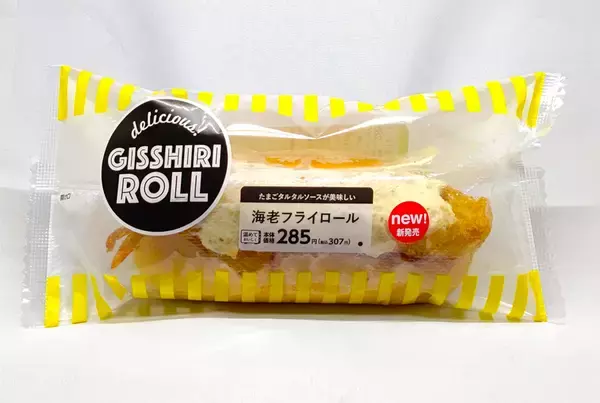 delicious!
GISSHIRI
ROLL
たまごタルタルソースが美味しい
海老フライロール
温めて
おいしい
本体
価格
285円(税込307円)
new!
新発売